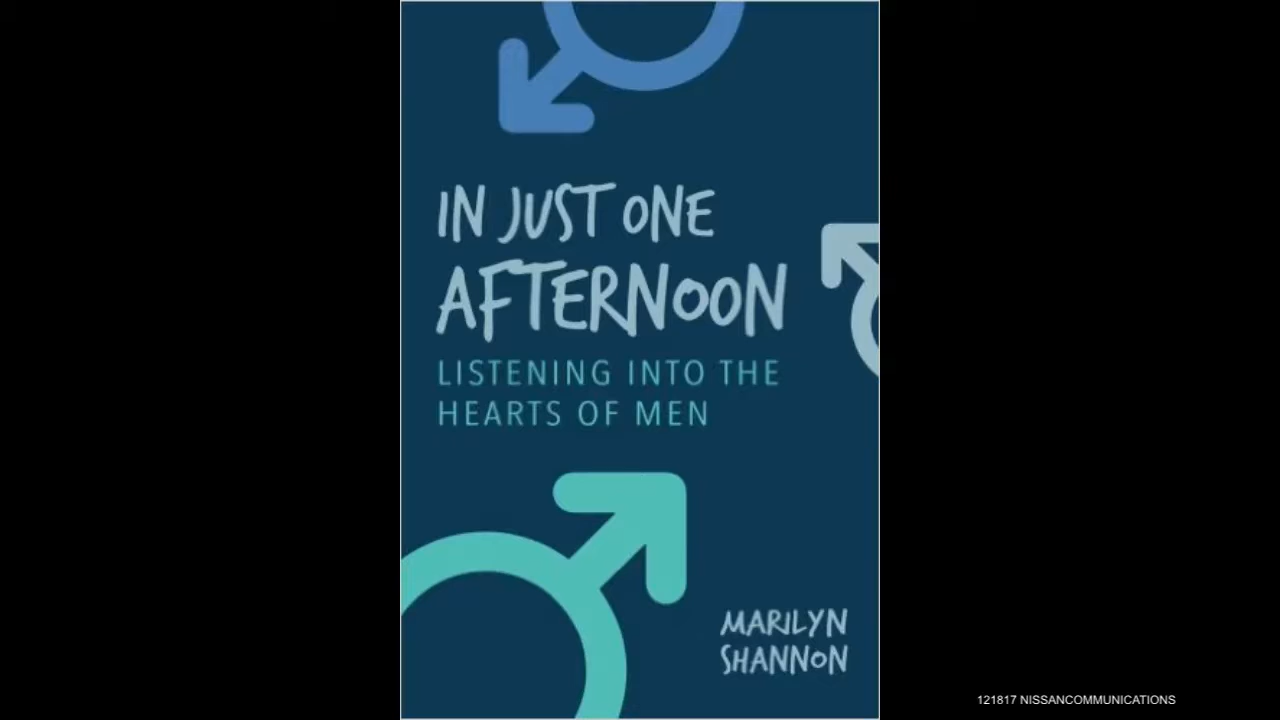 IN JUST ONE
AFTERNOON
LISTENING INTO THE
HEARTS OF MEN
MARILYN
SHANNON
121817 NISSANCOMMUNICATIONS